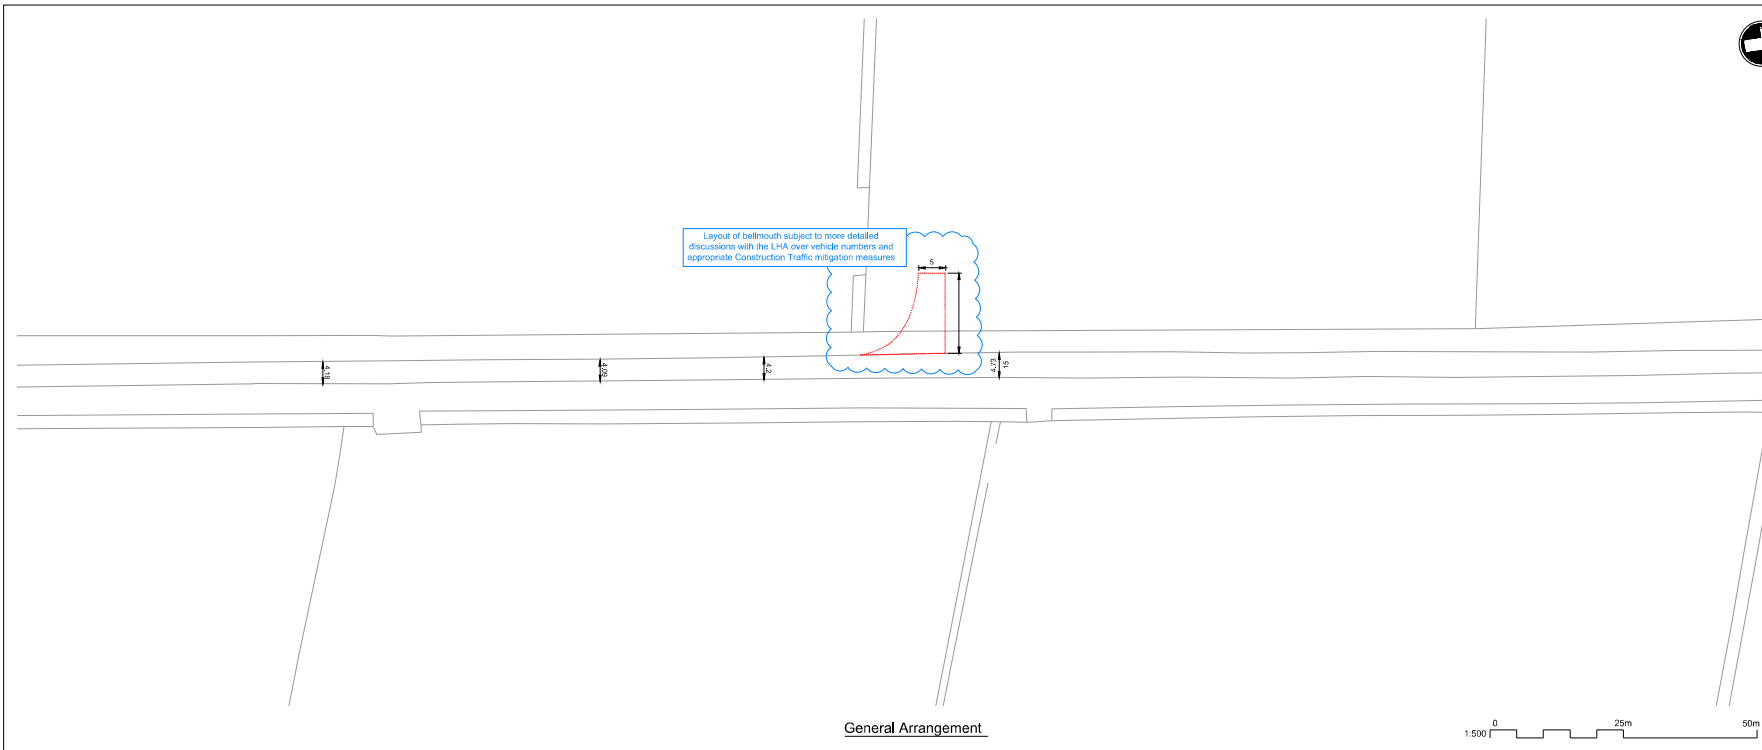 Layout of bellmouth subject to more detailed
discussions with the LHA over vehicle numbers and
appropriate Construction Traffic mitigation measures
5
4.18
4.09
4.2
4.73
15
General Arrangement
1:500
0
25m
50m